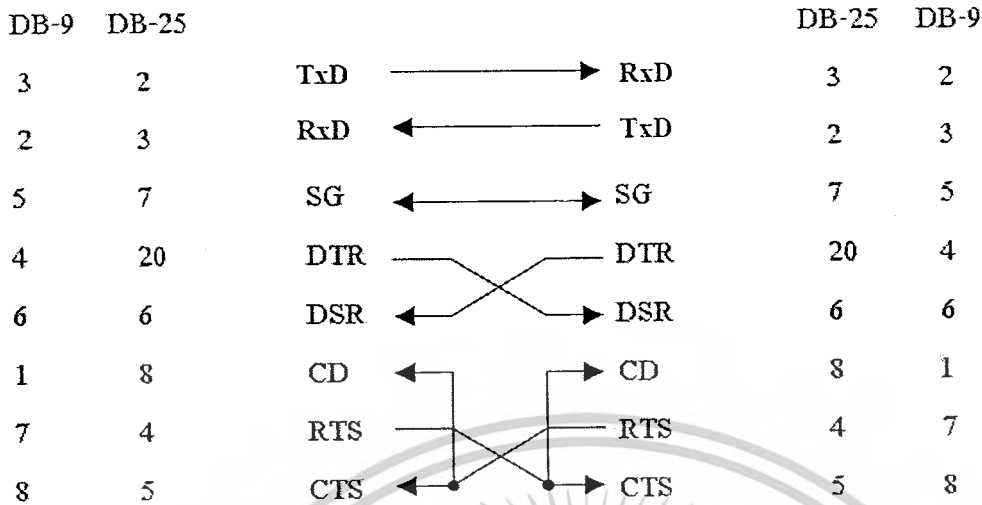 DB-9 DB-25 DB-25 DB-9
3 2 TxD RxD 3 2
2 3 RxD TxD 2 3
5 7 SG SG 7 5
4 20 DTR DTR 20 4
6 6 DSR DSR 6 6
1 8 CD CD 8 1
7 4 RTS RTS 4 7
8 5 CTS CTS 5 8